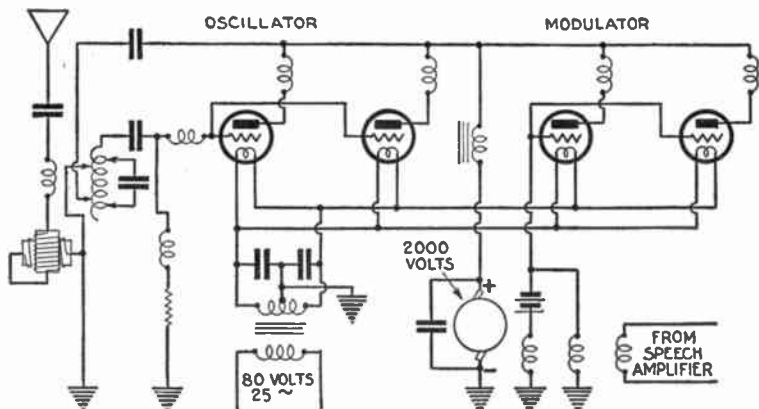 OSCILLATOR
MODULATOR
2000
VOLTS
+
80 VOLTS
25 ~
FROM
SPEECH
AMPLIFIER